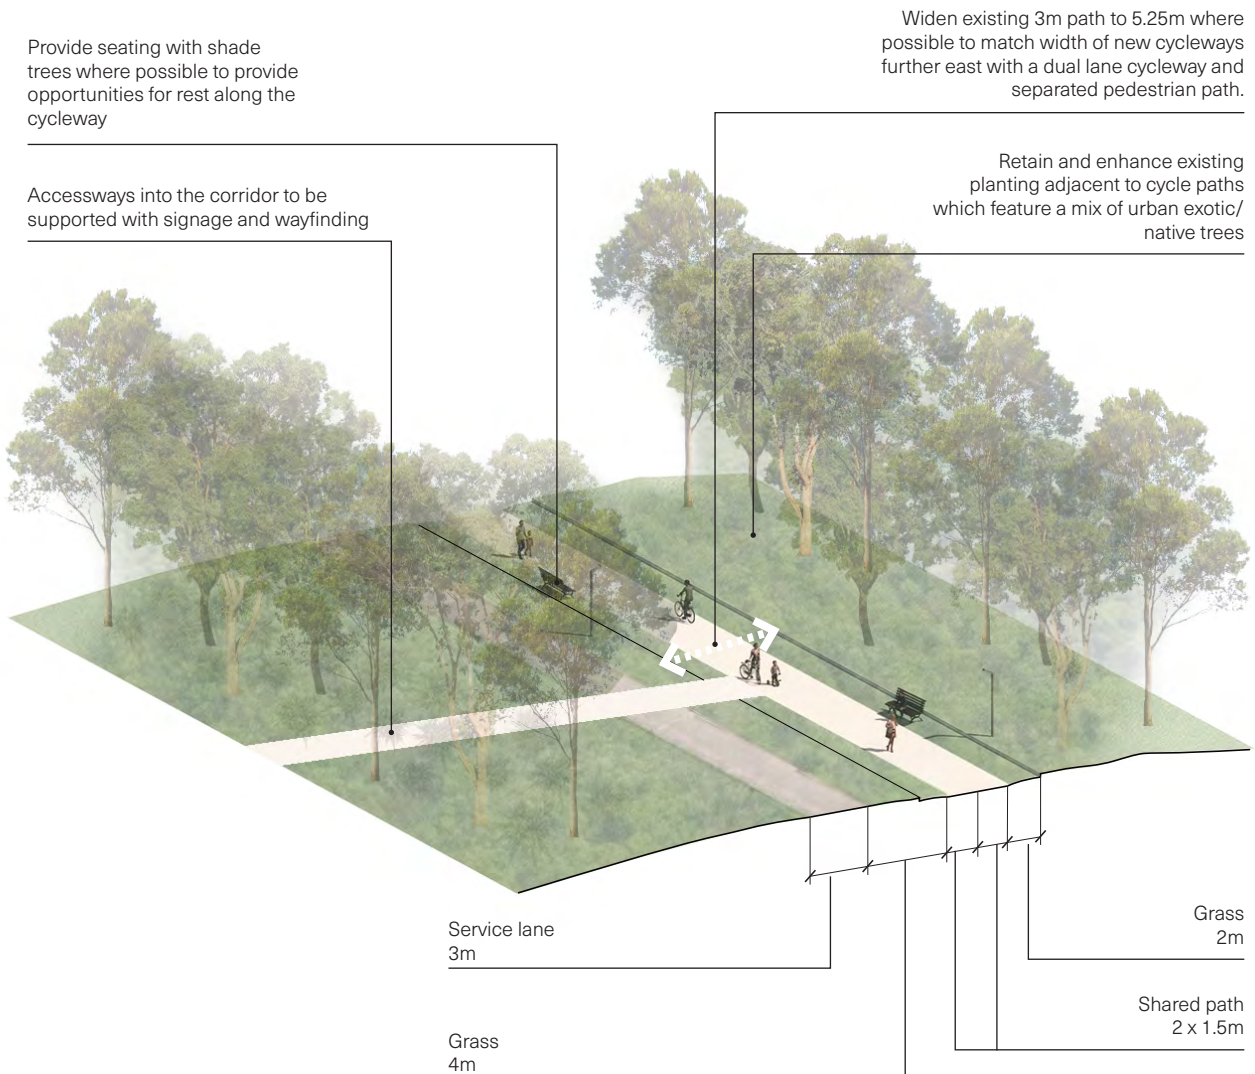 Provide seating with shade
trees where possible to provide
opportunities for rest along the
cycleway
Accessways into the corridor to be
supported with signage and wayfinding
Widen existing 3m path to 5.25m where
possible to match width of new cycleways
further east with a dual lane cycleway and
separated pedestrian path.
Retain and enhance existing
planting adjacent to cycle paths
which feature a mix of urban exotic/
native trees
Service lane
3m
Grass
4m
Grass
2m
Shared path
2 x 1.5m